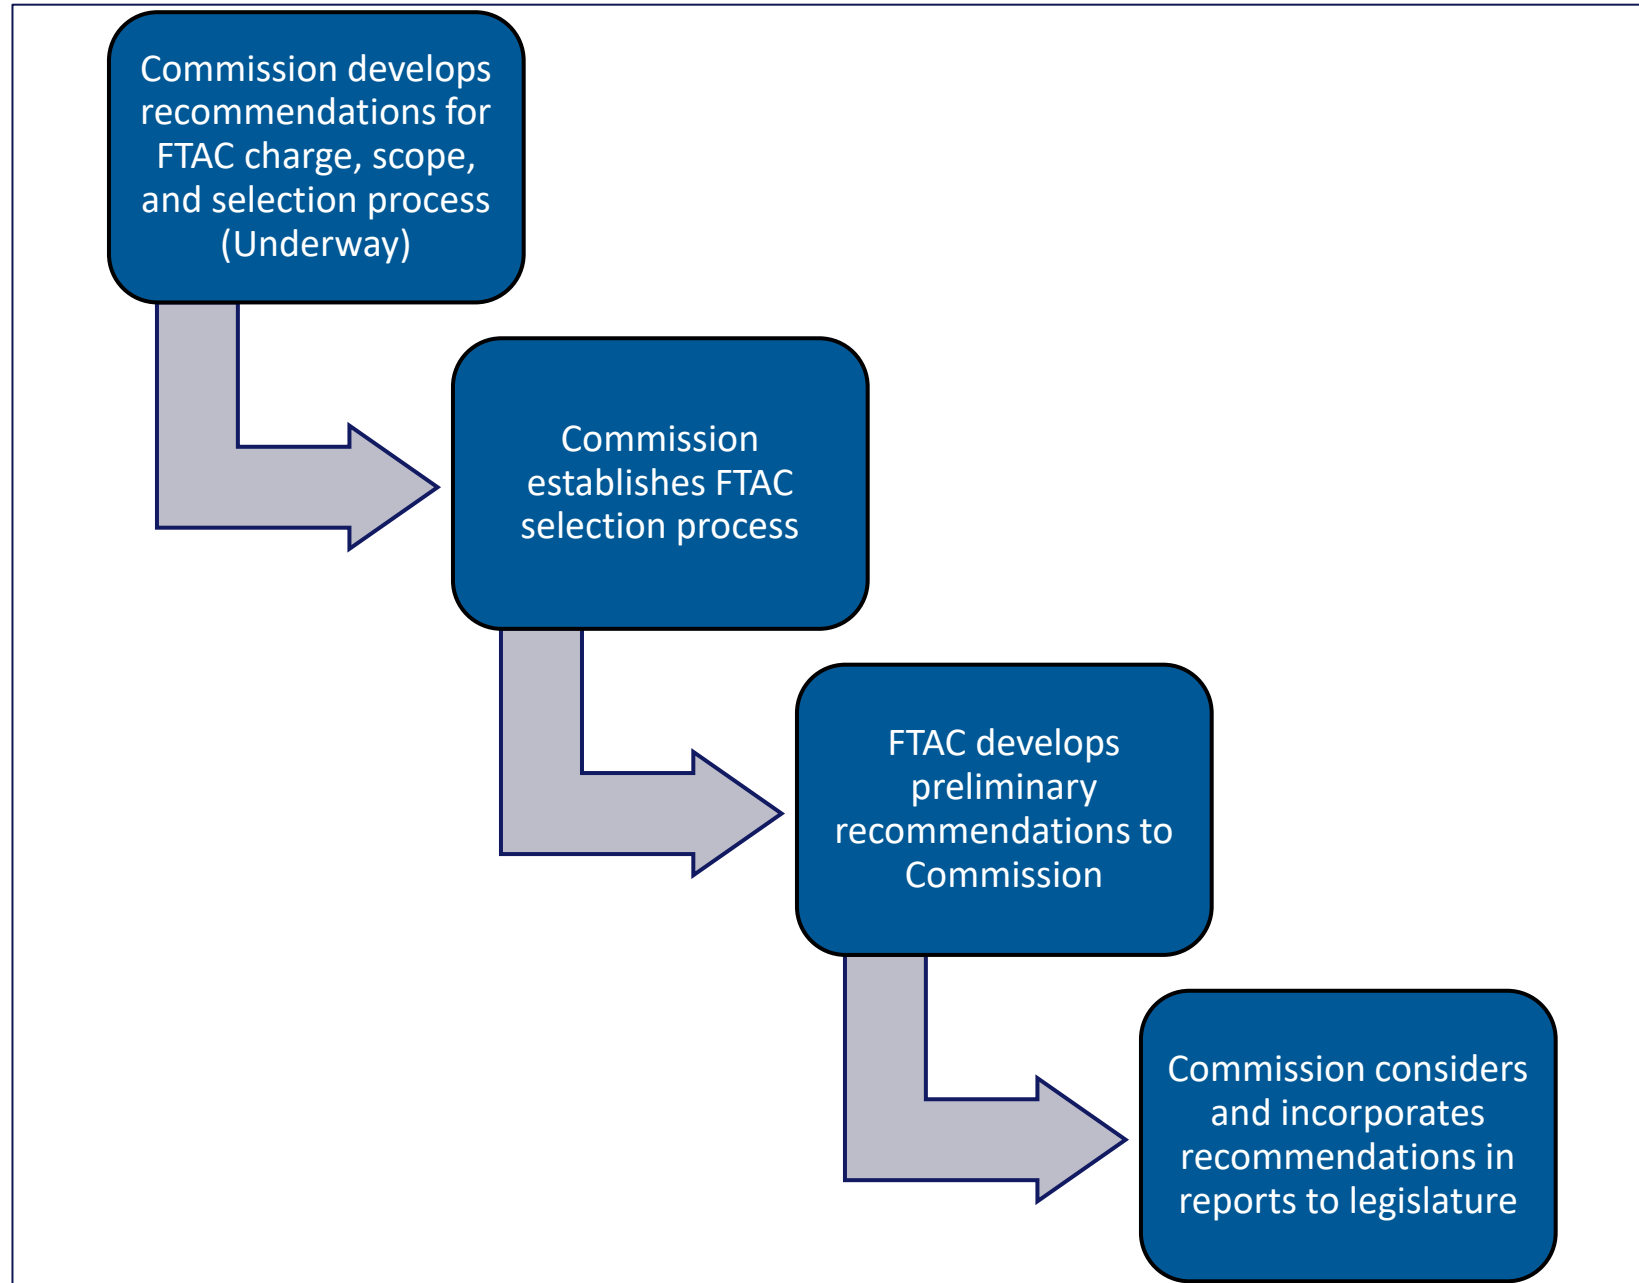 Commission develops
recommendations for
FTAC charge, scope,
and selection process
(Underway)
Commission
establishes FTAC
selection process
FTAC develops
preliminary
recommendations to
Commission
Commission considers
and incorporates
recommendations in
reports to legislature